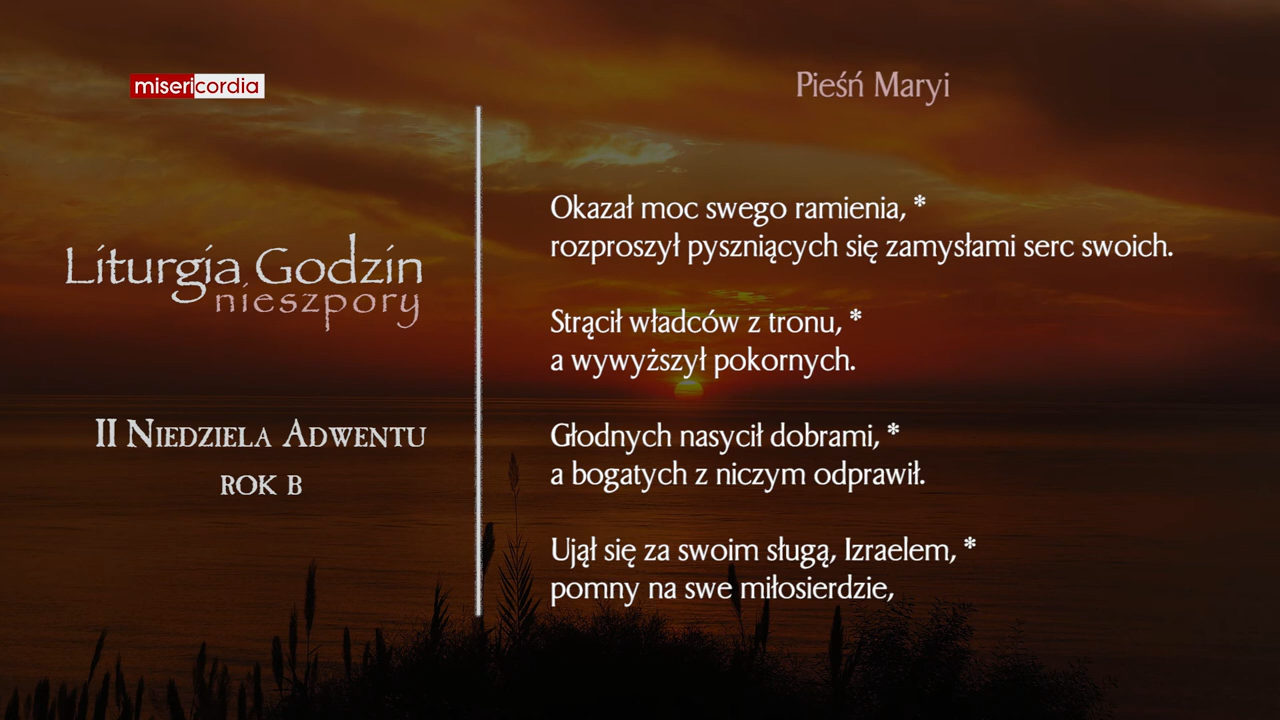 misericordia
Liturgia Godzin
nieszpory
II Niedziela Adwentu
rok B
Pieśń Maryi
Okazał moc swego ramienia, *
rozproszył pyszniących się zamysłami serc swoich.
Strącił władców z tronu, *
a wywyższył pokornych.
Głodnych nasycił dobrami, *
a bogatych z niczym odprawił.
Ujął się za swoim sługą, Izraelem, *
pomny na swe miłosierdzie,